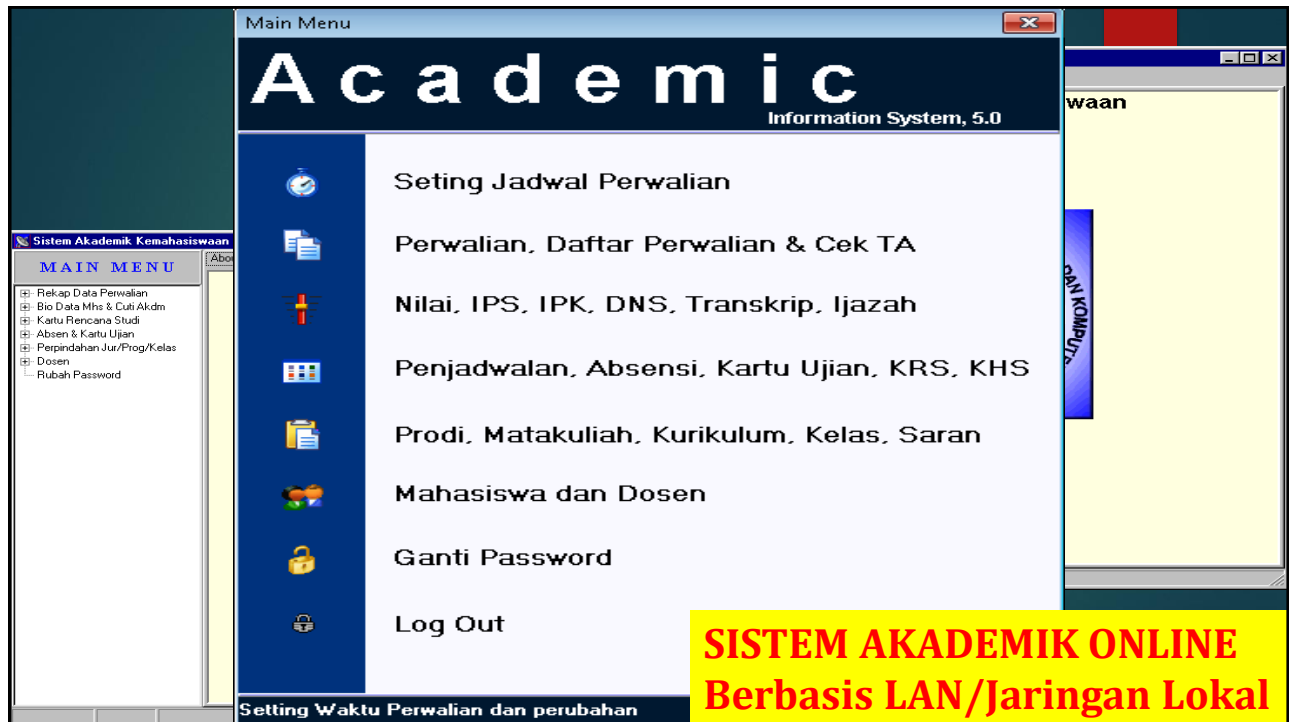 Main Menu
Academic
Information System, 5.0
Seting Jadwal Perwalian
Perwalian, Daftar Perwalian & Cek TA
Nilai, IPS, IPK, DNS, Transkrip, Ijazah
Penjadwalan, Absensi, Kartu Ujian, KRS, KHS
Prodi, Matakuliah, Kurikulum, Kelas, Saran
Mahasiswa dan Dosen
Ganti Password
Log Out
Setting Waktu Perwalian dan perubahan
Sistem Akademik Kemahasiswaan
MAIN MENU
Rekap Data Perwalian
Bio Data Mhs & Cuti Akdm
Kartu Rencana Studi
Absen & Kartu Ujian
Perpindahan Jur/Prog/Kelas
Dosen
Rubah Password
Abou
waan
DAN KOMPUT
SISTEM AKADEMIK ONLINE
Berbasis LAN/Jaringan Lokal